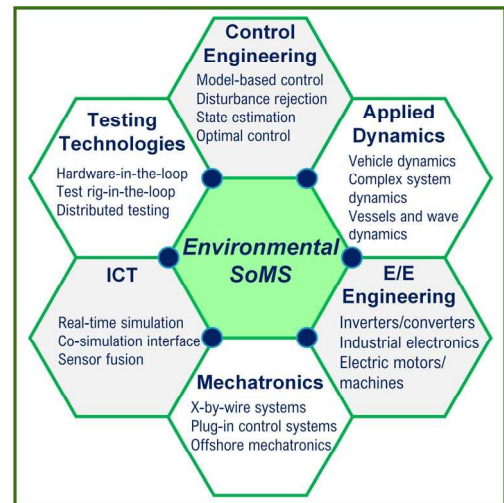 Control
Engineering
Model-based control
Disturbance rejection
State estimation
Optimal control
Testing
Technologies
Hardware-in-the-loop
Test rig-in-the-loop
Distributed testing
Applied
Dynamics
Vehicle dynamics
Complex system
dynamics
Vessels and wave
dynamics
Environmental
SoMS
ICT
Real-time simulation
Co-simulation interface
Sensor fusion
E/E
Engineering
Inverters/converters
Industrial electronics
Electric motors/
machines
Mechatronics
X-by-wire systems
Plug-in control systems
Offshore mechatronics